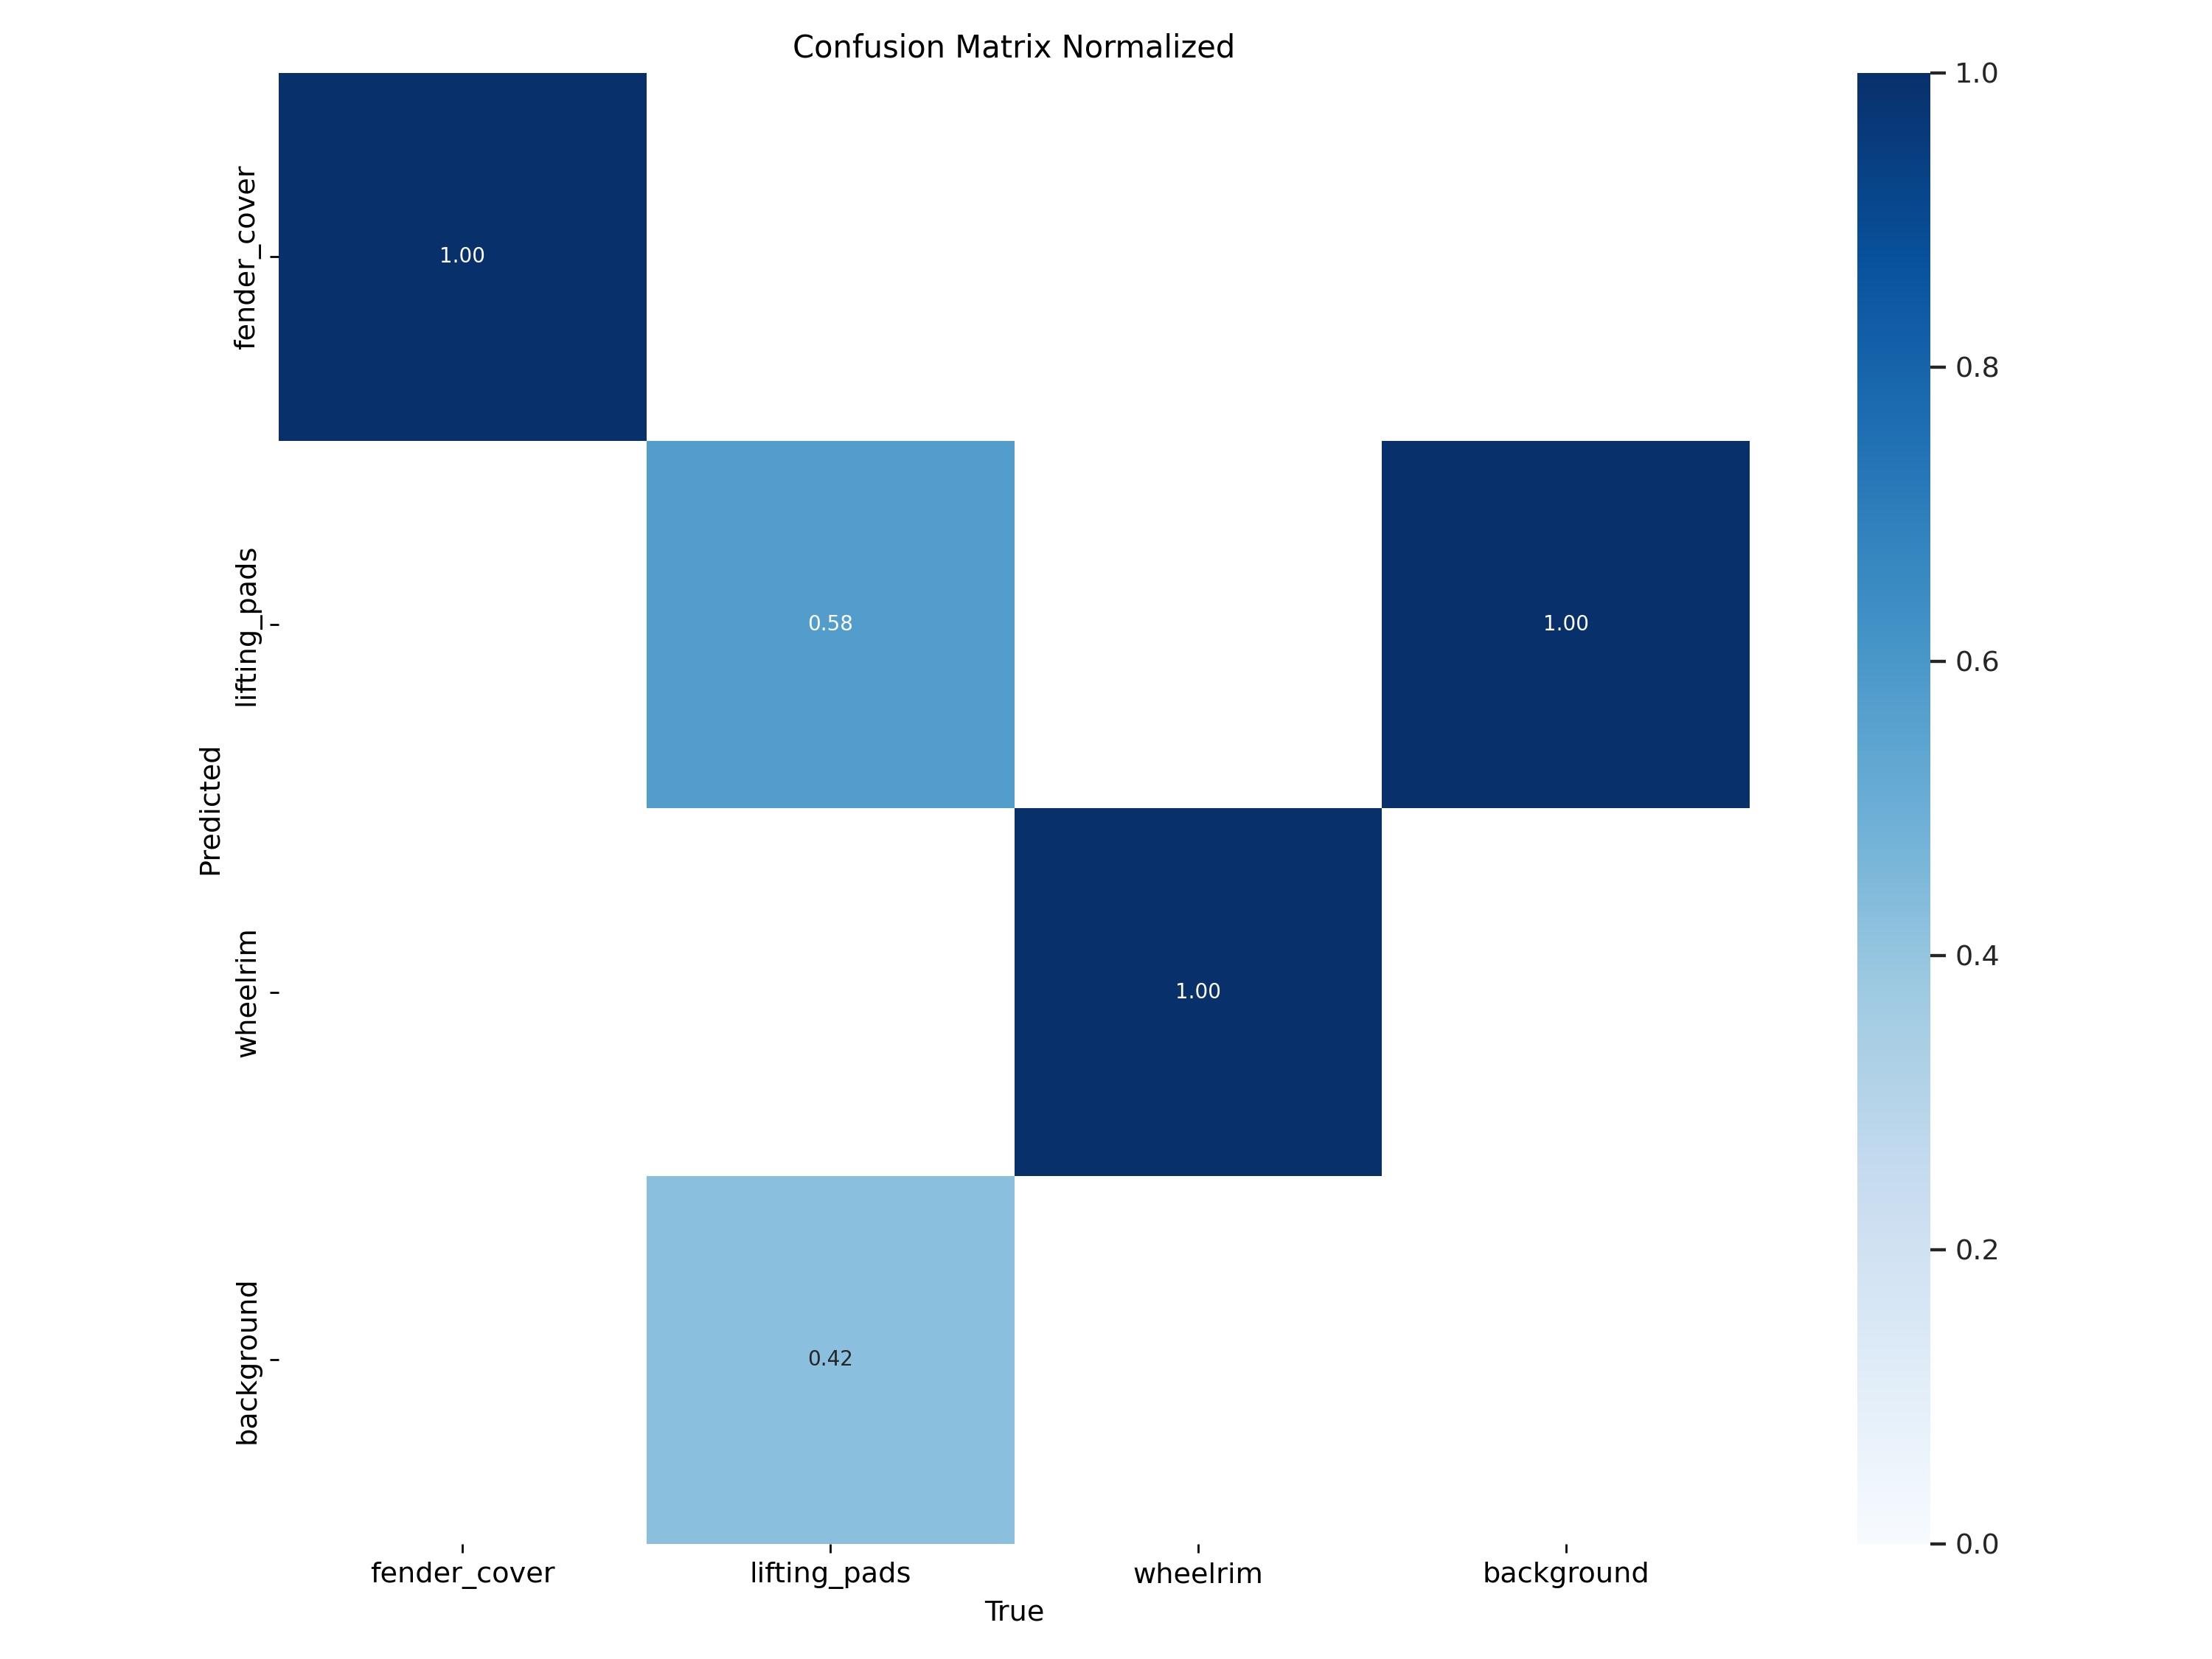 Confusion Matrix Normalized
fender_cover
lifting_pads
wheelrim
background
Predicted
1.00
0.58
1.00
1.00
0.42
fender_cover
lifting_pads
wheelrim
background
True
1.0
0.8
0.6
0.4
0.2
0.0